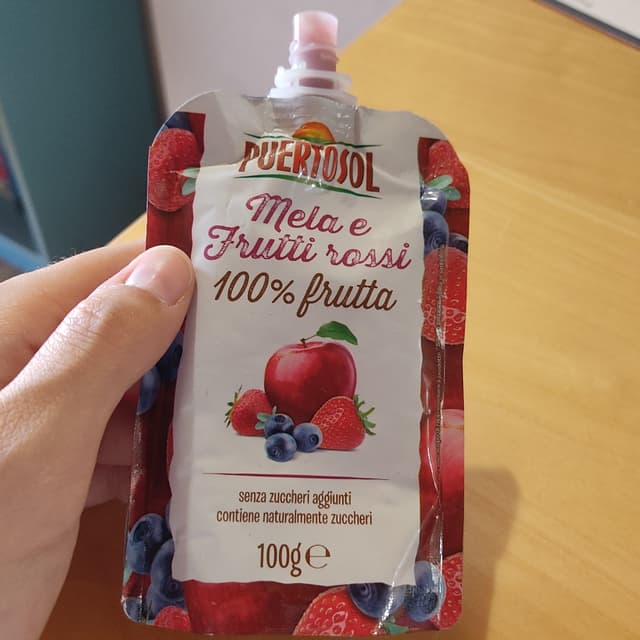 PUERTOSOL
Mela e
Frutti rossi
100% frutta
senza zuccheri aggiunti
contiene naturalmente zuccheri
100g ℮